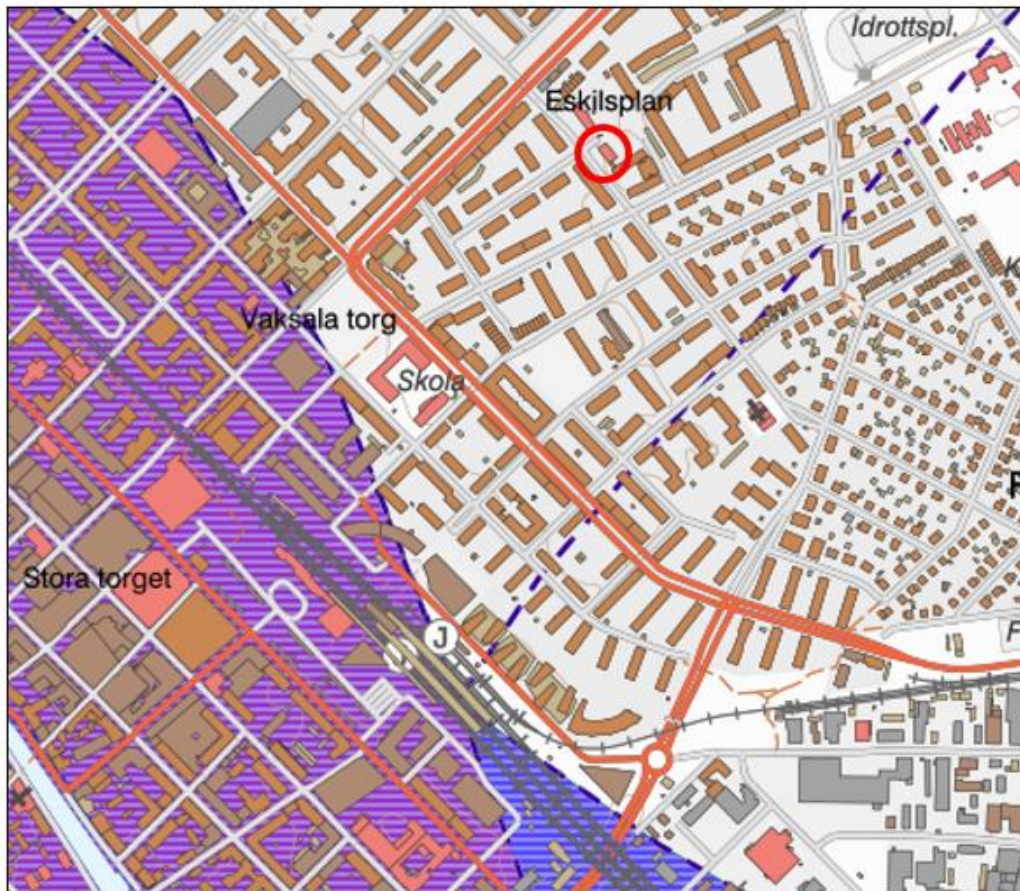 Idrottspl.
Eskilsplan
Vaksala torg
Skola
Stora torget
J